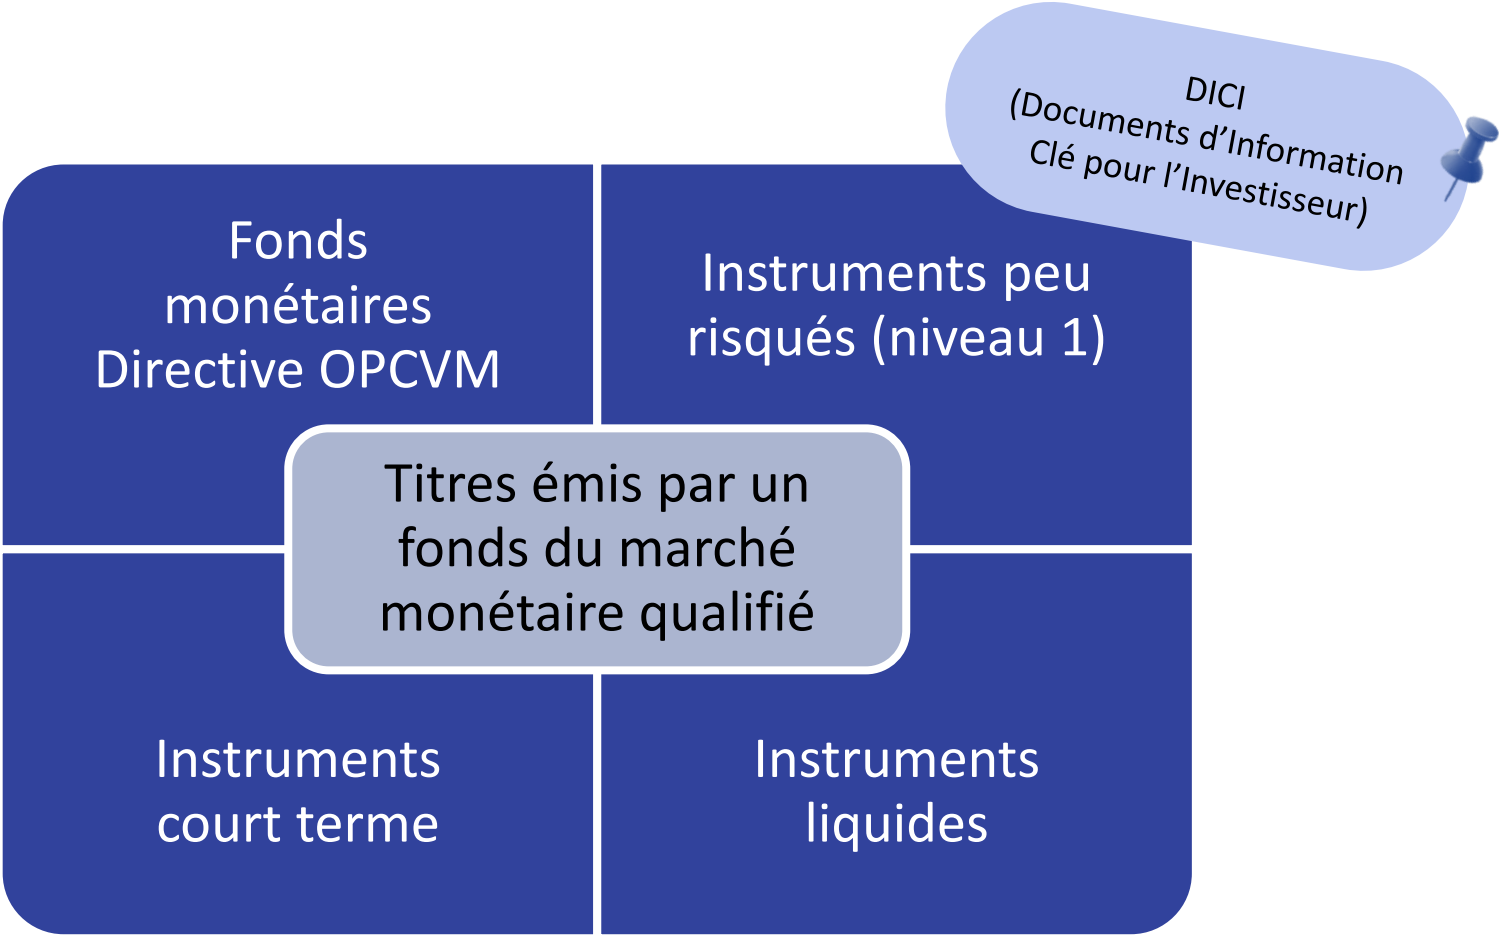 DICI
(Documents d’Information
Clé pour l’Investisseur)
Fonds
monétaires
Directive OPCVM
Instruments peu
risqués (niveau 1)
Titres émis par un
fonds du marché
monétaire qualifié
Instruments
court terme
Instruments
liquides